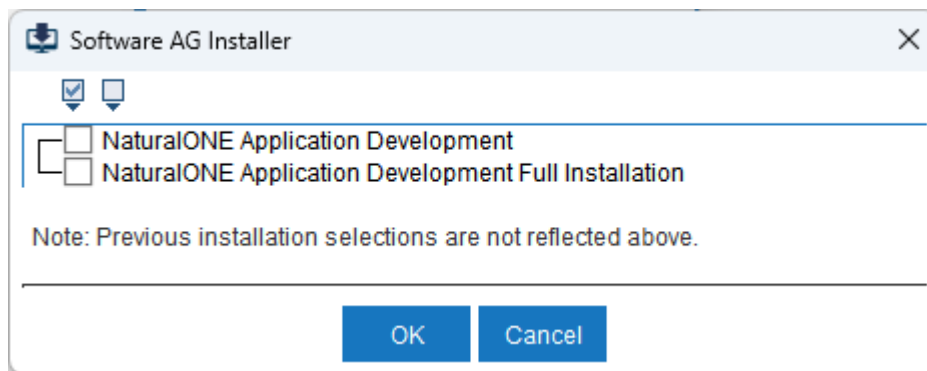 Software AG Installer
NaturalONE Application Development
NaturalONE Application Development Full Installation
Note: Previous installation selections are not reflected above.
OK
Cancel